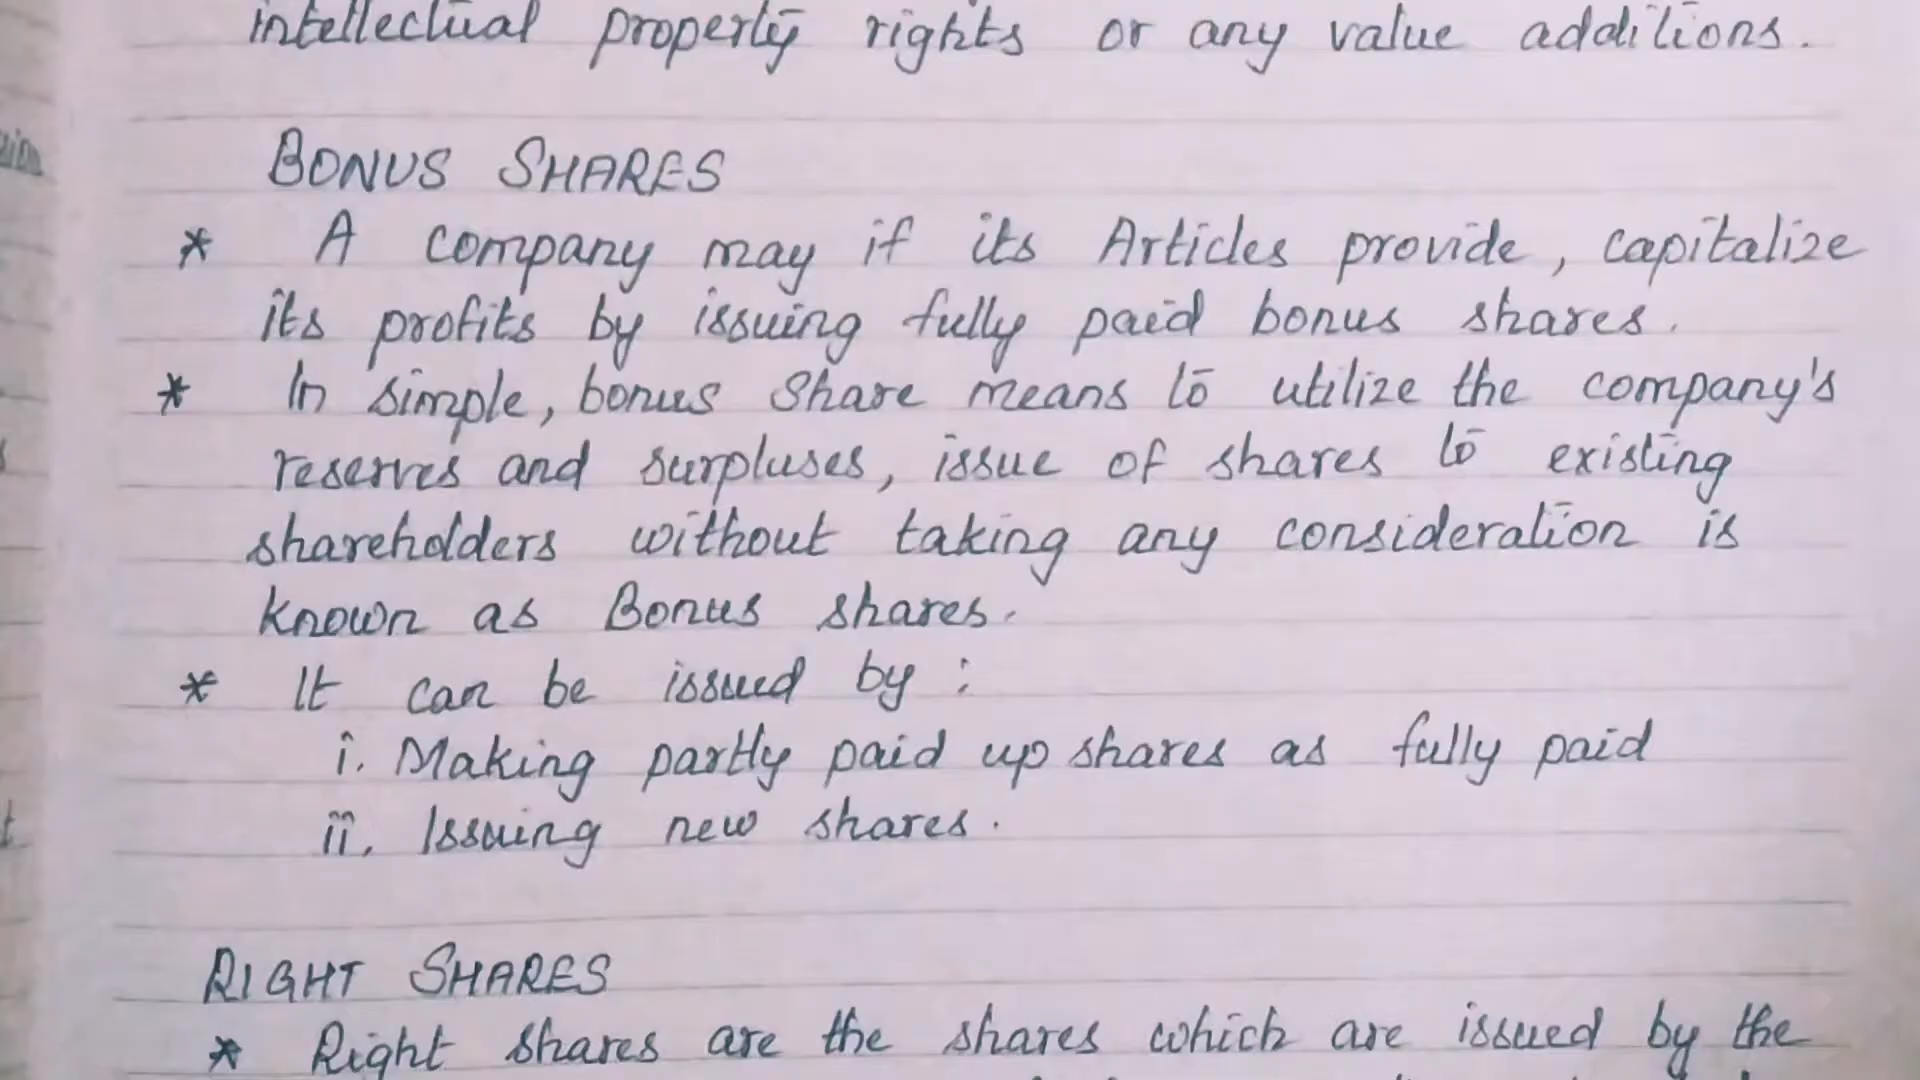 intellectual property rights or any value additions.
BONUS SHARES
* A company may if its Articles provide, capitalize
its profits by issuing fully paid bonus shares.
* In simple, bonus Share means to utilize the company's
reserves and surpluses, issue of shares to existing
shareholders without taking any consideration is
known as Bonus shares.
* It can be issued by :
i. Making partly paid up shares as fully paid
ii. Issuing new shares.
RIGHT SHARES
* Right shares are the shares which are issued by the